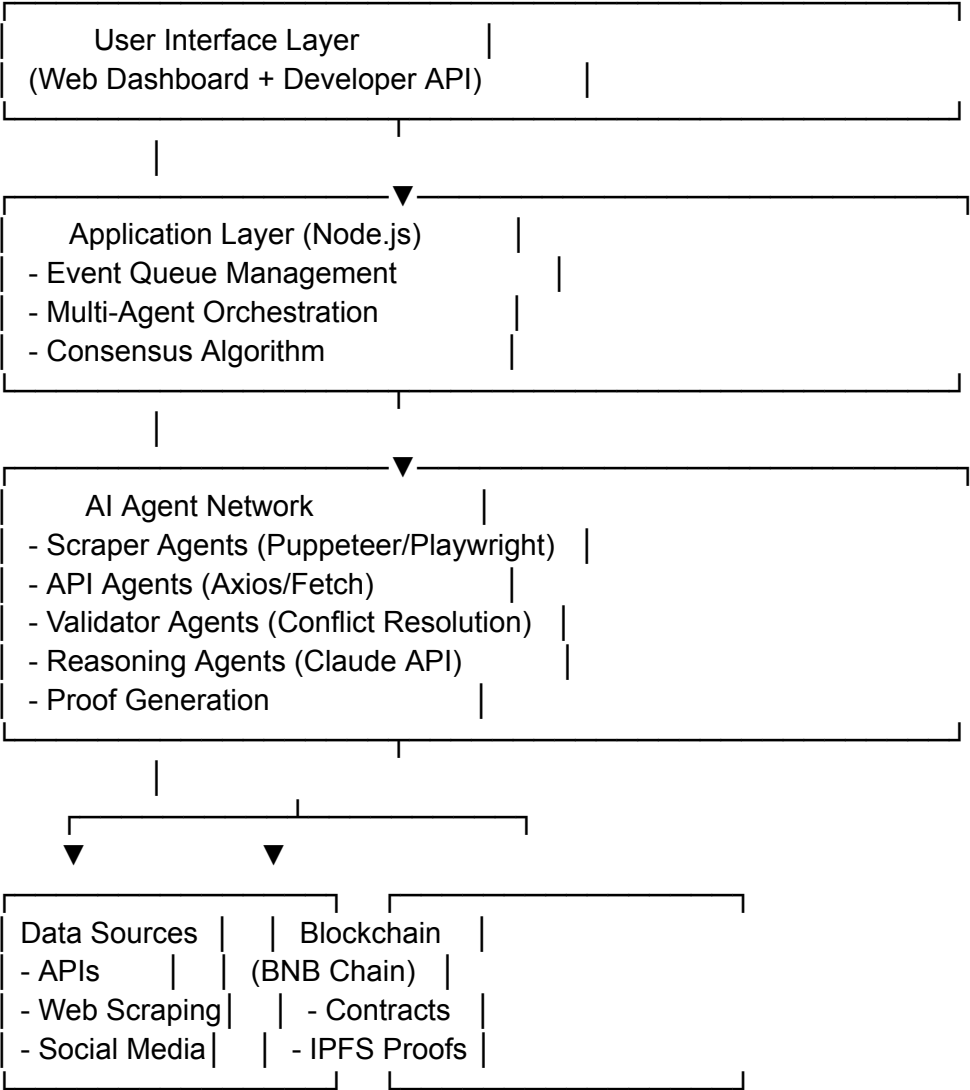 User Interface Layer
(Web Dashboard + Developer API)
Application Layer (Node.js)
- Event Queue Management
- Multi-Agent Orchestration
- Consensus Algorithm
AI Agent Network
- Scraper Agents (Puppeteer/Playwright)
- API Agents (Axios/Fetch)
- Validator Agents (Conflict Resolution)
- Reasoning Agents (Claude API)
- Proof Generation
Data Sources
- APIs
- Web Scraping
- Social Media
Blockchain
(BNB Chain)
- Contracts
- IPFS Proofs